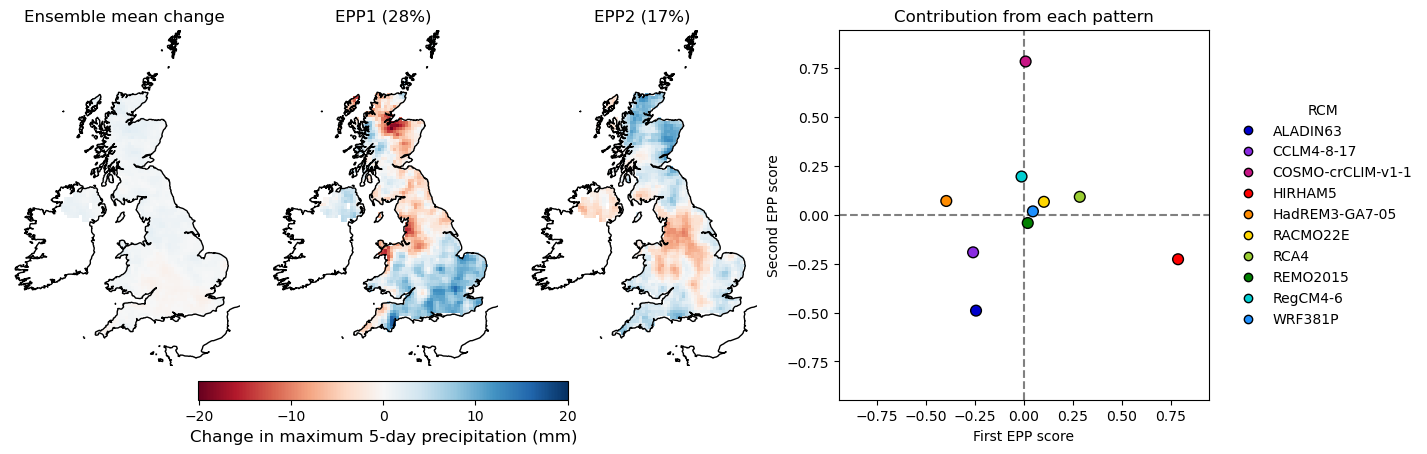 Ensemble mean change
EPP1 (28%)
EPP2 (17%)
−20 −10 0 10 20
Change in maximum 5-day precipitation (mm)
Contribution from each pattern
Second EPP score
0.75
0.50
0.25
0.00
−0.25
−0.50
−0.75
−0.75 −0.50 −0.25 0.00 0.25 0.50 0.75
First EPP score
RCM
ALADIN63
CCLM4-8-17
COSMO-crCLIM-v1-1
HIRHAM5
HadREM3-GA7-05
RACMO22E
RCA4
REMO2015
RegCM4-6
WRF381P